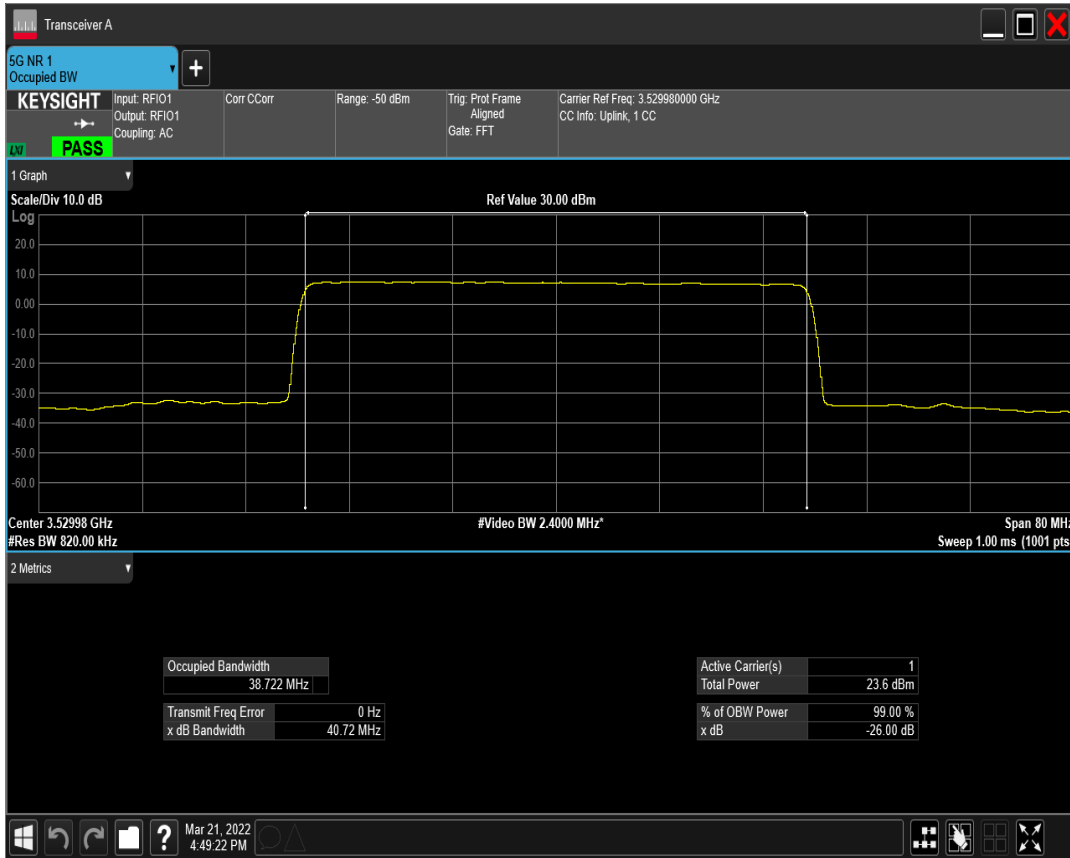 Transceiver A
5G NR 1
Occupied BW
KEYSIGHT
LXI
PASS
Input: RFIO1
Output: RFIO1
Coupling: AC
Corr CCorr
Range: -50 dBm
Trig: Prot Frame
Aligned
Gate: FFT
Carrier Ref Freq: 3.529980000 GHz
CC Info: Uplink, 1 CC
1 Graph
Scale/Div 10.0 dB
Ref Value 30.00 dBm
Log
20.0
10.0
0.00
-10.0
-20.0
-30.0
-40.0
-50.0
-60.0
Center 3.52998 GHz
#Video BW 2.4000 MHz*
Span 80 MHz
#Res BW 820.00 kHz
Sweep 1.00 ms (1001 pts
2 Metrics
Occupied Bandwidth
38.722 MHz
Transmit Freq Error 0 Hz
x dB Bandwidth 40.72 MHz
Active Carrier(s) 1
Total Power 23.6 dBm
% of OBW Power 99.00 %
x dB -26.00 dB
?
Mar 21, 2022
4:49:22 PM